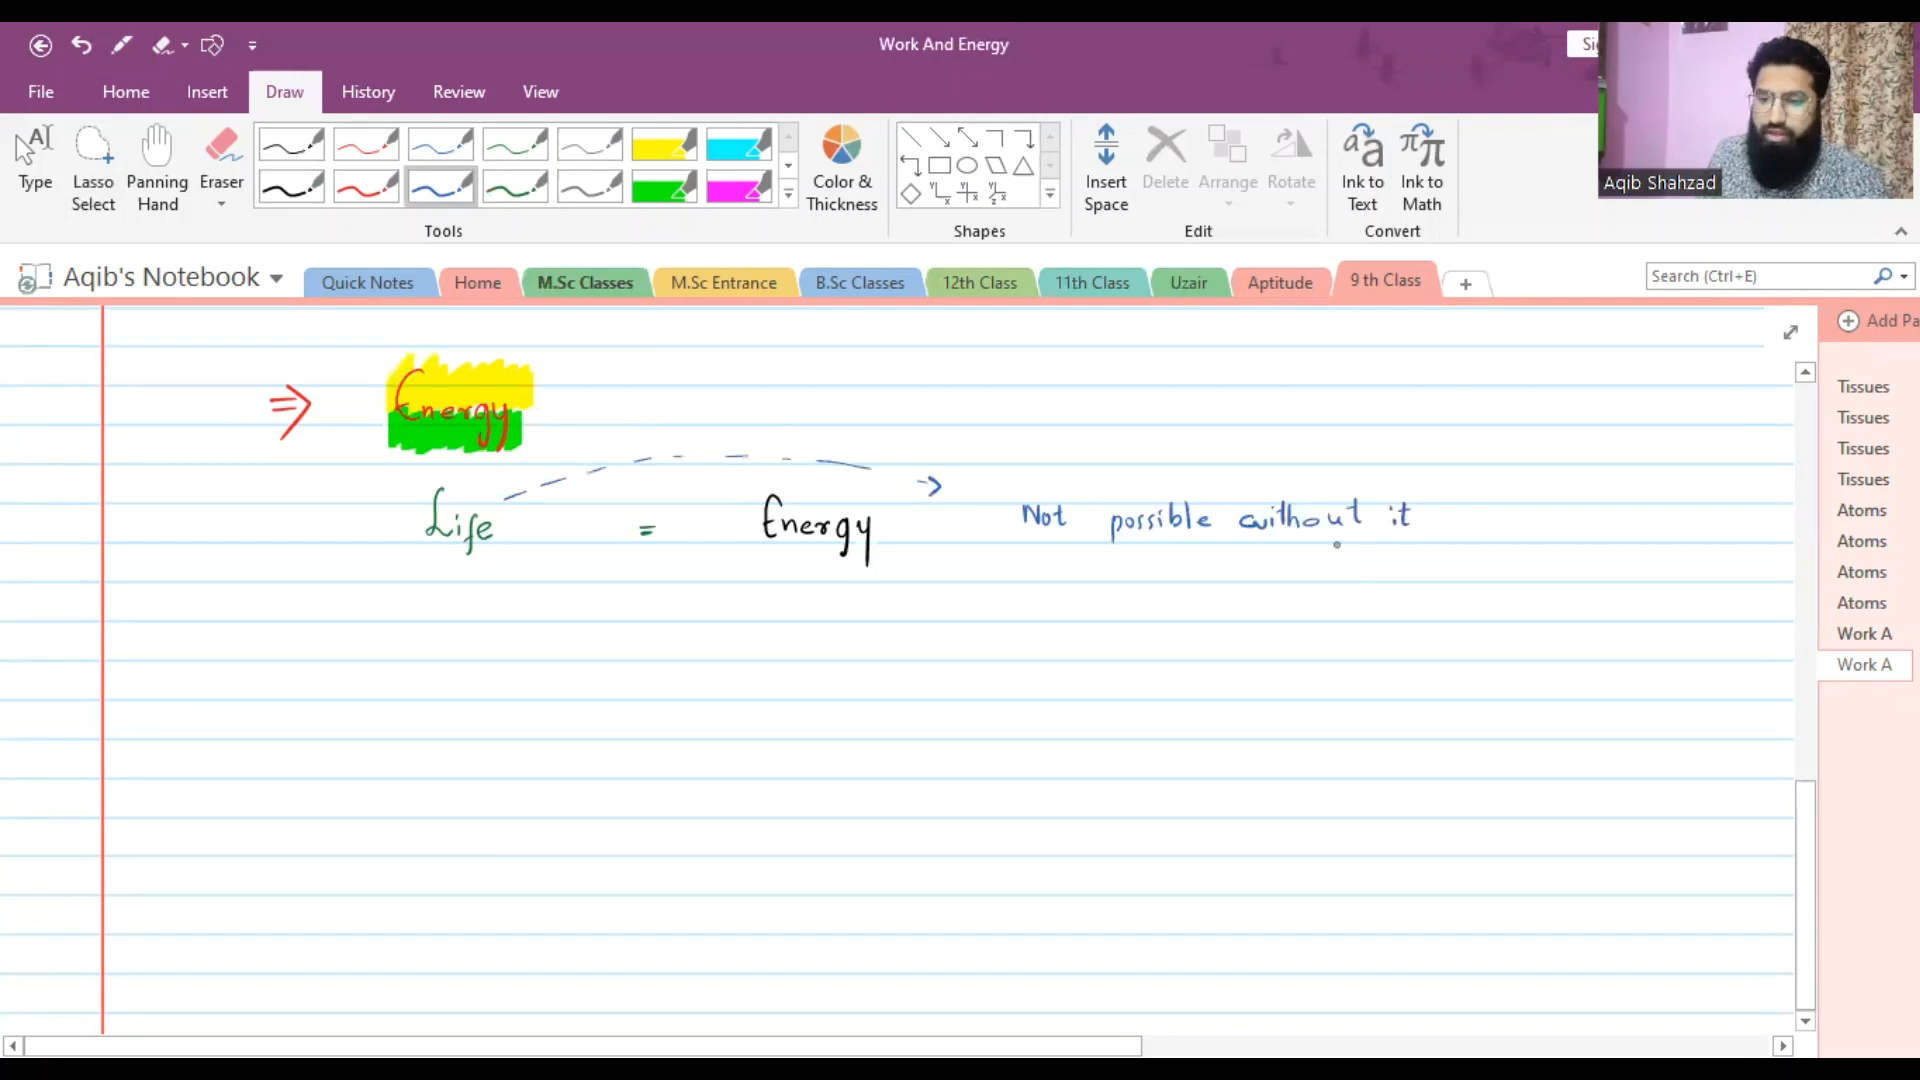 Work And Energy
File Home Insert Draw History Review View
Type
Lasso Select
Panning Hand
Eraser
Color & Thickness
Insert Space
Delete
Arrange
Rotate
Ink to Text
Ink to Math
Tools Shapes Edit Convert
Aqib Shahzad
Aqib's Notebook
Quick Notes Home M.Sc Classes M.Sc Entrance B.Sc Classes 12th Class 11th Class Uzair Aptitude 9 th Class
Search (Ctrl+E)
Add Pa
Tissues
Tissues
Tissues
Tissues
Atoms
Atoms
Atoms
Atoms
Work A
Work A
⇒ Energy
Life = Energy Not possible without it